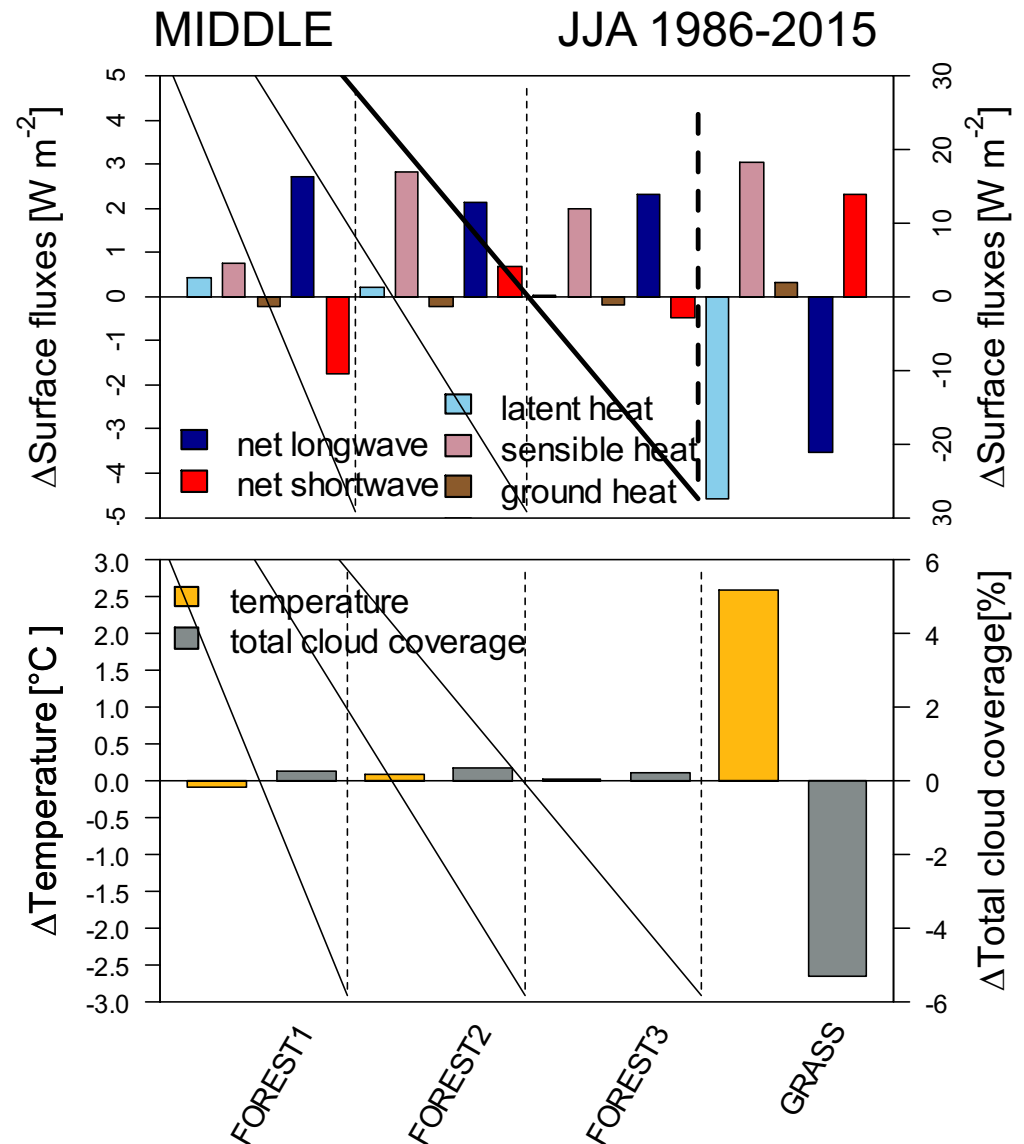 MIDDLE JJA 1986-2015
ΔSurface fluxes [W m-2]
5
4
3
2
1
0
-1
-2
-3
-4
-5
net longwave
net shortwave
latent heat
sensible heat
ground heat
30
20
10
0
-10
-20
30
ΔSurface fluxes [W m-2]
ΔTemperature [°C]
3.0
2.5
2.0
1.5
1.0
0.5
0.0
-0.5
-1.0
-1.5
-2.0
-2.5
-3.0
temperature
total cloud coverage
6
4
2
0
-2
-4
-6
ΔTotal cloud coverage[%]
FOREST1
FOREST2
FOREST3
GRASS